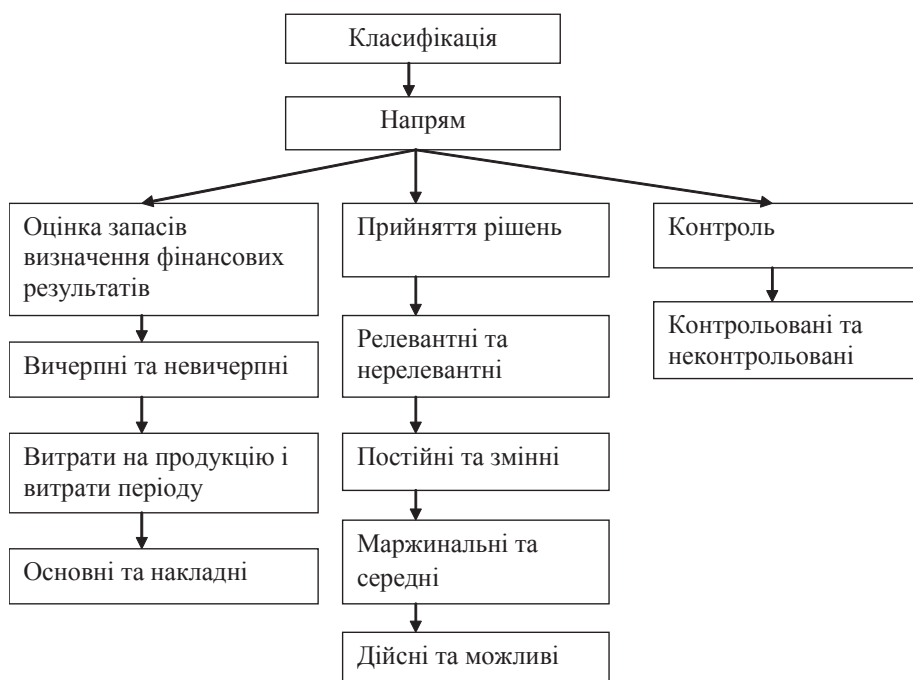 Класифікація
Напрям
Оцінка запасів
визначення фінансових
результатів
Вичерпні та невичерпні
Витрати на продукцію і
витрати періоду
Основні та накладні
Прийняття рішень
Релевантні та
нерелевантні
Постійні та змінні
Маржинальні та
середні
Дійсні та можливі
Контроль
Контрольовані та
неконтрольовані